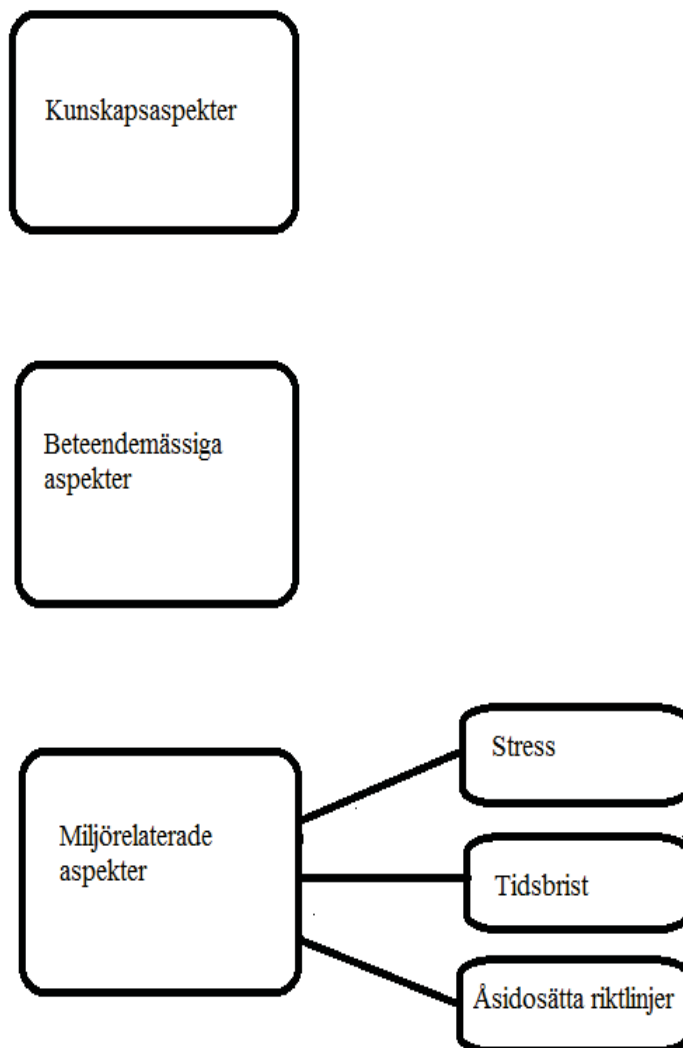 Kunskapsaspekter
Beteendemässiga
aspekter
Miljörelaterade
aspekter
Stress
Tidsbrist
Åsidosätta riktlinjer